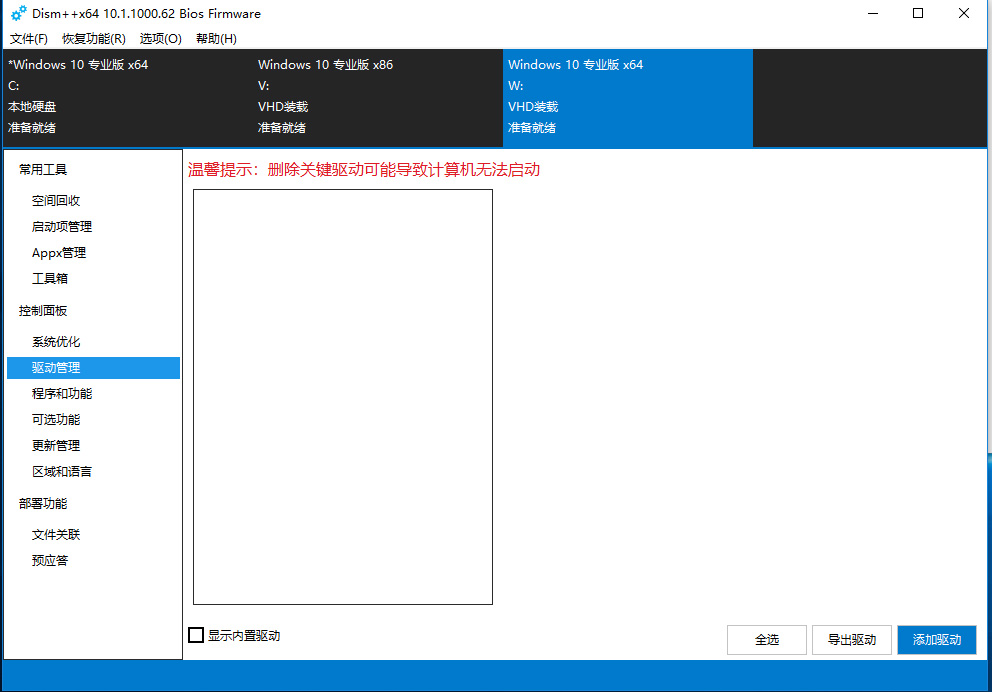 Dism++x64 10.1.1000.62 Bios Firmware
文件(F) 恢复功能(R) 选项(O) 帮助(H)
*Windows 10 专业版 x64
C:
本地硬盘
准备就绪
Windows 10 专业版 x86
V:
VHD装载
准备就绪
Windows 10 专业版 x64
W:
VHD装载
准备就绪
常用工具
空间回收
启动项管理
Appx管理
工具箱
控制面板
系统优化
驱动管理
程序和功能
可选功能
更新管理
区域和语言
部署功能
文件关联
预应答
温馨提示：删除关键驱动可能导致计算机无法启动
显示内置驱动
全选 导出驱动 添加驱动